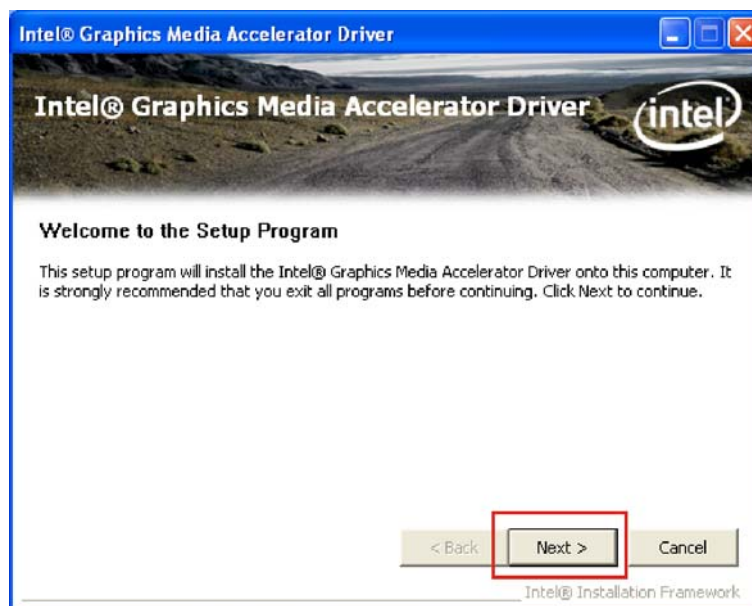 Intel® Graphics Media Accelerator Driver
Intel® Graphics Media Accelerator Driver
intel
Welcome to the Setup Program
This setup program will install the Intel® Graphics Media Accelerator Driver onto this computer. It
is strongly recommended that you exit all programs before continuing. Click Next to continue.
< Back
Next >
Cancel
Intel® Installation Framework